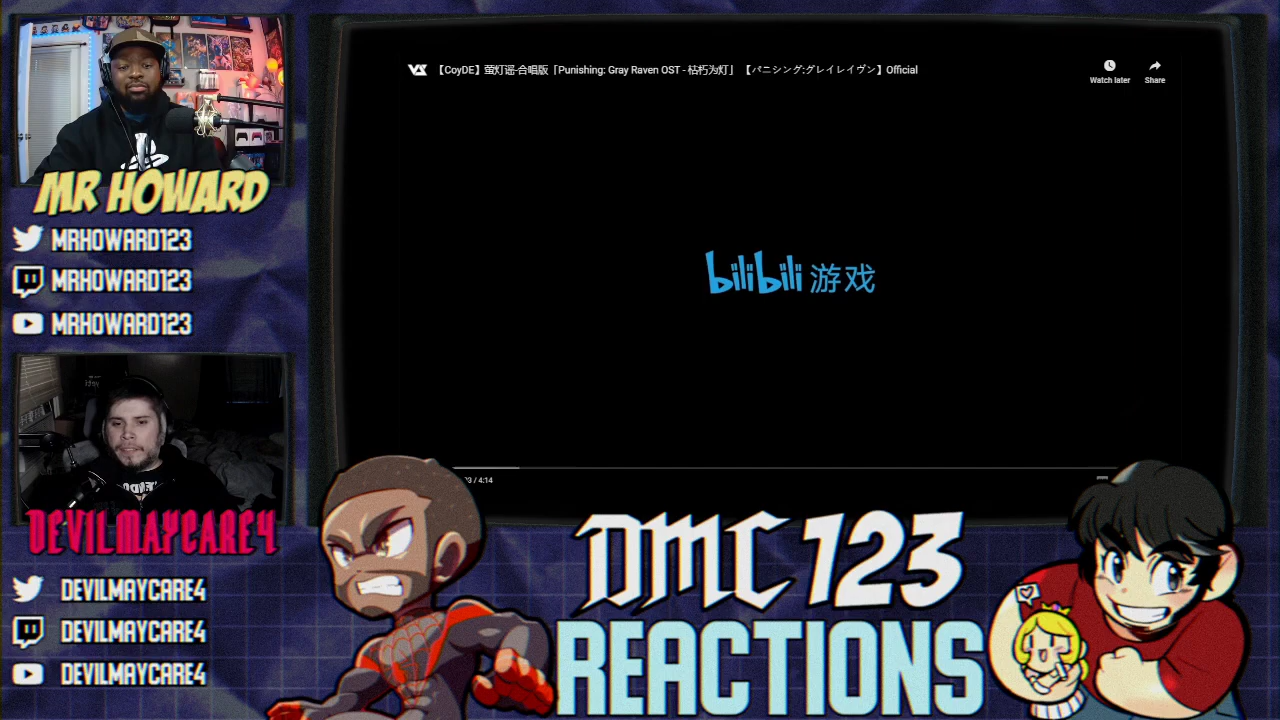 MR HOWARD
MRHOWARD123
MRHOWARD123
MRHOWARD123
DEVILMAYCARE4
DEVILMAYCARE4
DEVILMAYCARE4
DEVILMAYCARE4
【CoyDE】萤灯谣-合唱版「Punishing: Gray Raven OST - 枯朽为灯」 【パニシング:グレイレイヴン】Official
Watch later
Share
bilibili 游戏
/ 4:14
DMC 123
REACTIONS